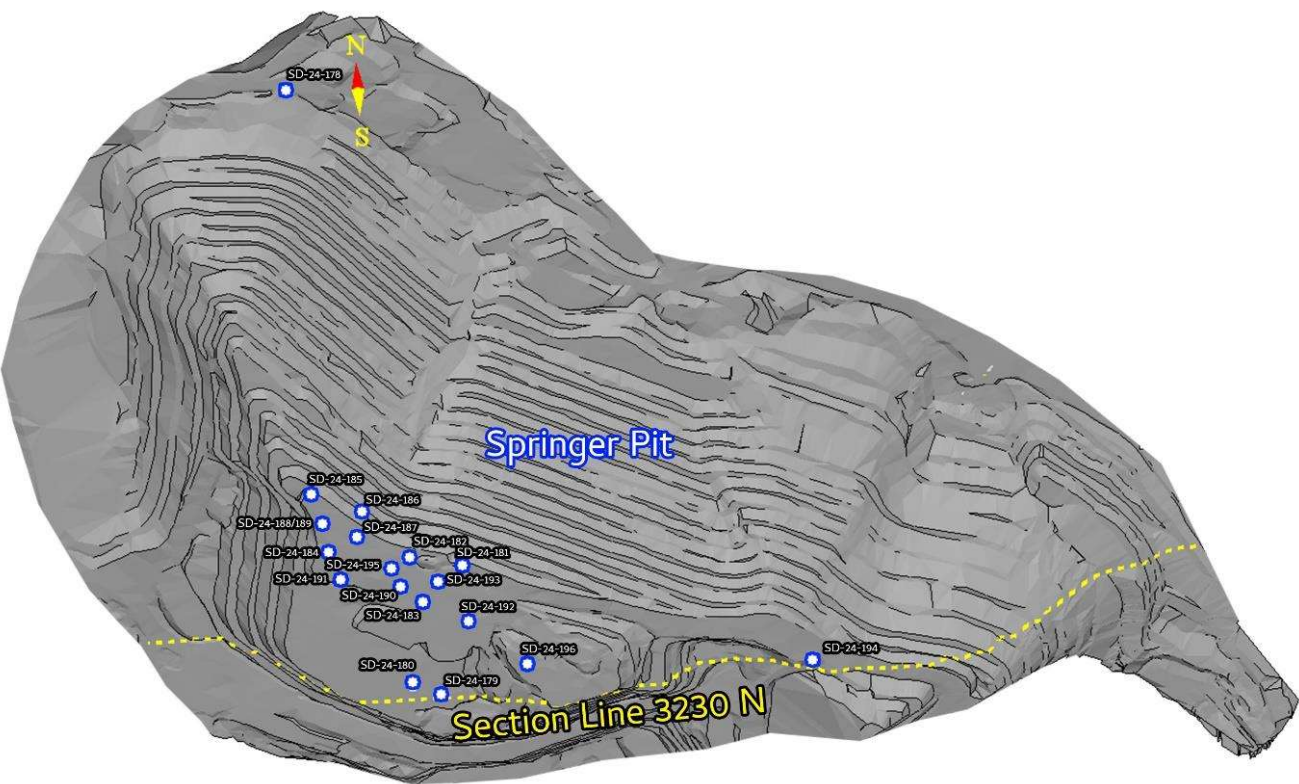 N
SD-24-178
S
Springer Pit
SD-24-185
SD-24-186
SD-24-188/189
SD-24-187
SD-24-182
SD-24-184
SD-24-181
SD-24-195
SD-24-191
SD-24-193
SD-24-190
SD-24-183
SD-24-192
SD-24-196
SD-24-194
SD-24-180
SD-24-179
Section Line 3230 N